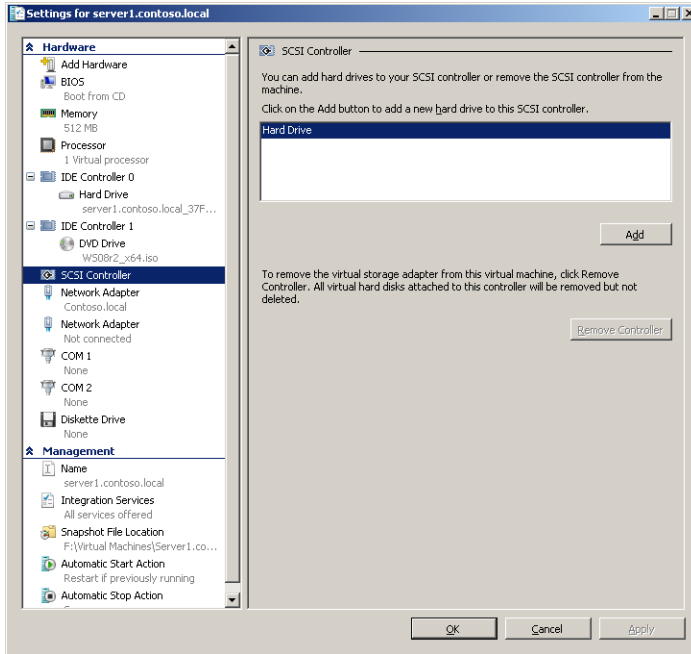 Settings for server1.contoso.local
Hardware
Add Hardware
BIOS
Boot from CD
Memory
512 MB
Processor
1 Virtual processor
IDE Controller 0
Hard Drive
server1.contoso.local_37F...
IDE Controller 1
DVD Drive
WS08r2_x64.iso
SCSI Controller
Network Adapter
Contoso.local
Network Adapter
Not connected
COM 1
None
COM 2
None
Diskette Drive
None
Management
Name
server1.contoso.local
Integration Services
All services offered
Snapshot File Location
F:\Virtual Machines\Server1.co...
Automatic Start Action
Restart if previously running
Automatic Stop Action
SCSI Controller
You can add hard drives to your SCSI controller or remove the SCSI controller from the
machine.
Click on the Add button to add a new hard drive to this SCSI controller.
Hard Drive
Add
To remove the virtual storage adapter from this virtual machine, click Remove
Controller. All virtual hard disks attached to this controller will be removed but not
deleted.
Remove Controller
OK
Cancel
Apply